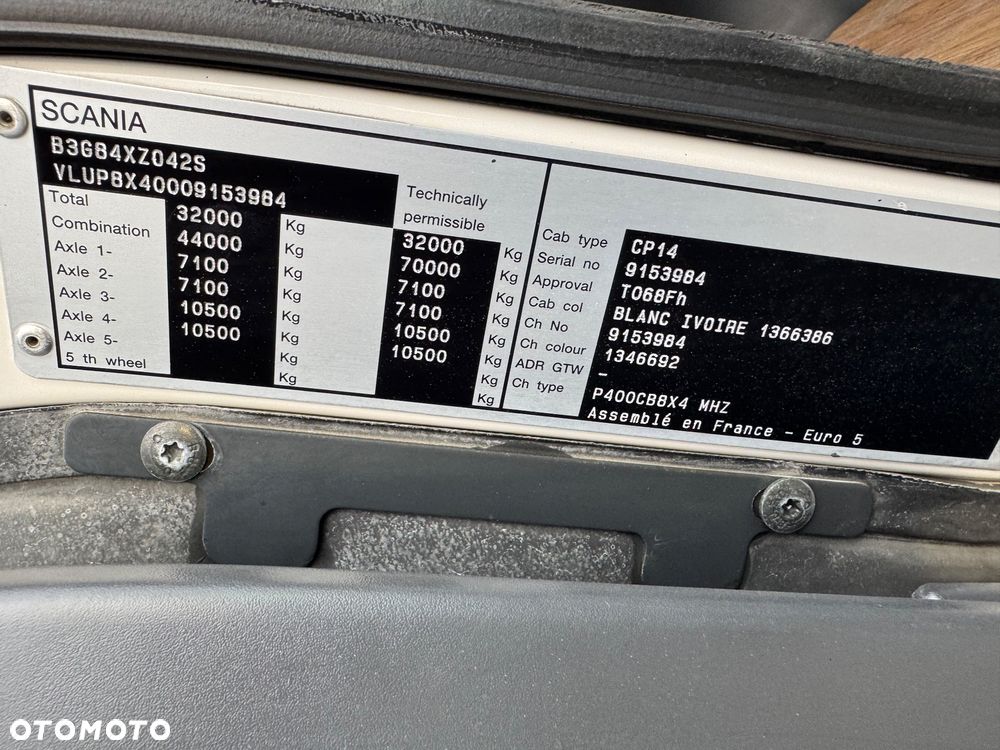 SCANIA
B3GB4XZ042S
VLUP8X40009153984
Total 32000 Kg
Combination 44000 Kg
Axle 1- 7100 Kg
Axle 2- 7100 Kg
Axle 3- 10500 Kg
Axle 4- 10500 Kg
Axle 5- Kg
5 th wheel Kg
Technically
permissible
32000 Kg
70000 Kg
7100 Kg
7100 Kg
10500 Kg
10500 Kg
Kg
Kg
Cab type CP14
Serial no 9153984
Approval T068Fh
Cab col BLANC IVOIRE 1366386
Ch No 9153984
Ch colour 1346692
ADR GTW -
Ch type P400CB8X4 MHZ
Assemblé en France - Euro 5
OTOMOTO